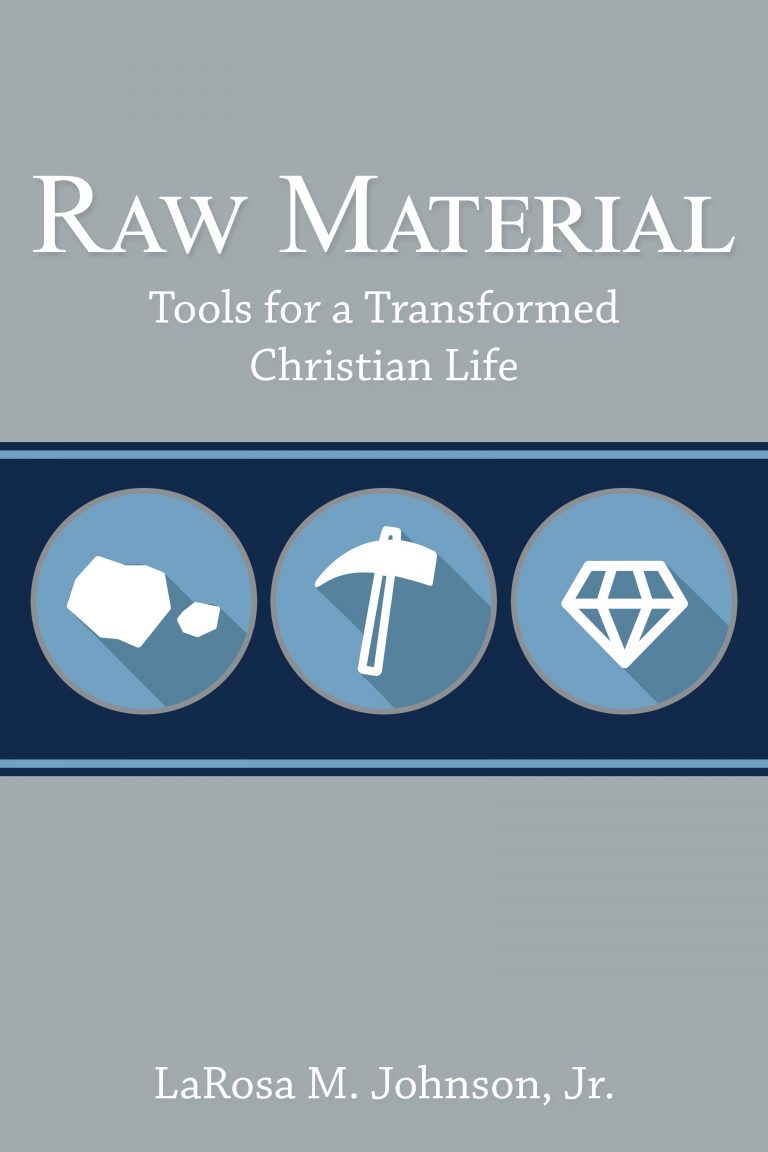 Raw Material
Tools for a Transformed
Christian Life
LaRosa M. Johnson, Jr.